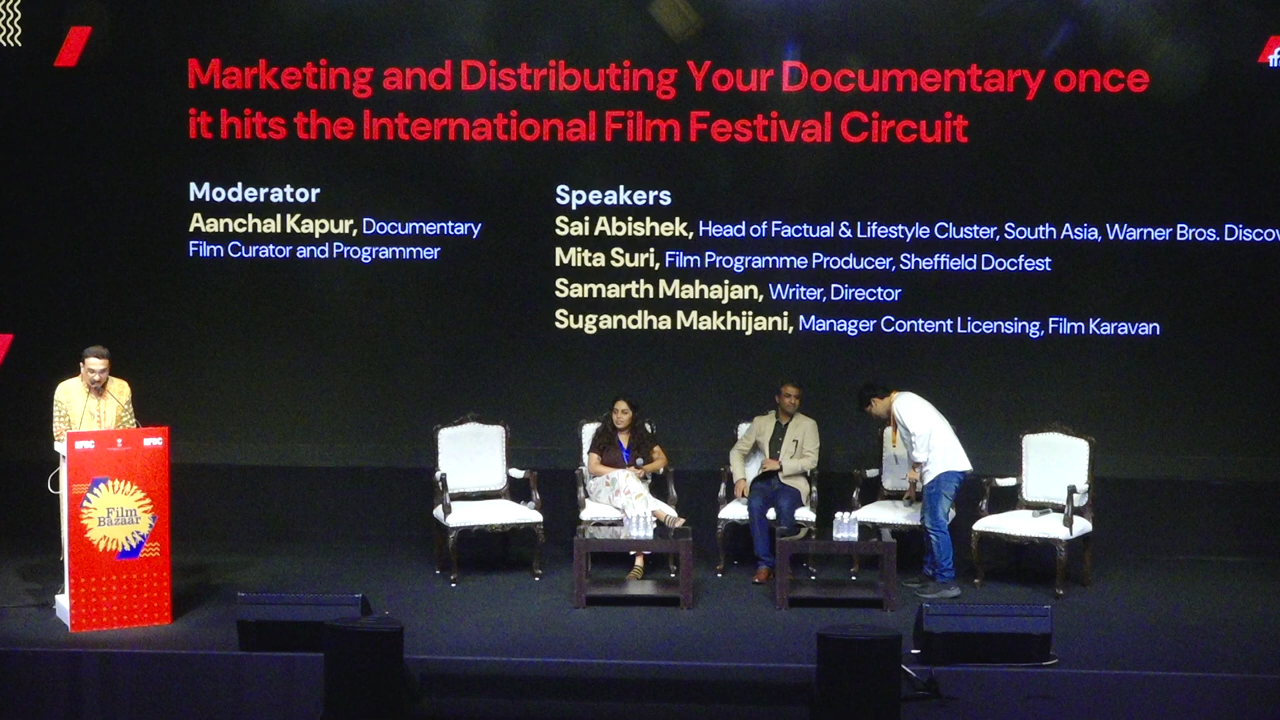 Marketing and Distributing Your Documentary once
it hits the International Film Festival Circuit
Moderator
Aanchal Kapur, Documentary
Film Curator and Programmer
Speakers
Sai Abishek, Head of Factual & Lifestyle Cluster, South Asia, Warner Bros. Discov
Mita Suri, Film Programme Producer, Sheffield Docfest
Samarth Mahajan, Writer, Director
Sugandha Makhijani, Manager Content Licensing, Film Karavan
NFDC
NFDC
Film
Bazaar